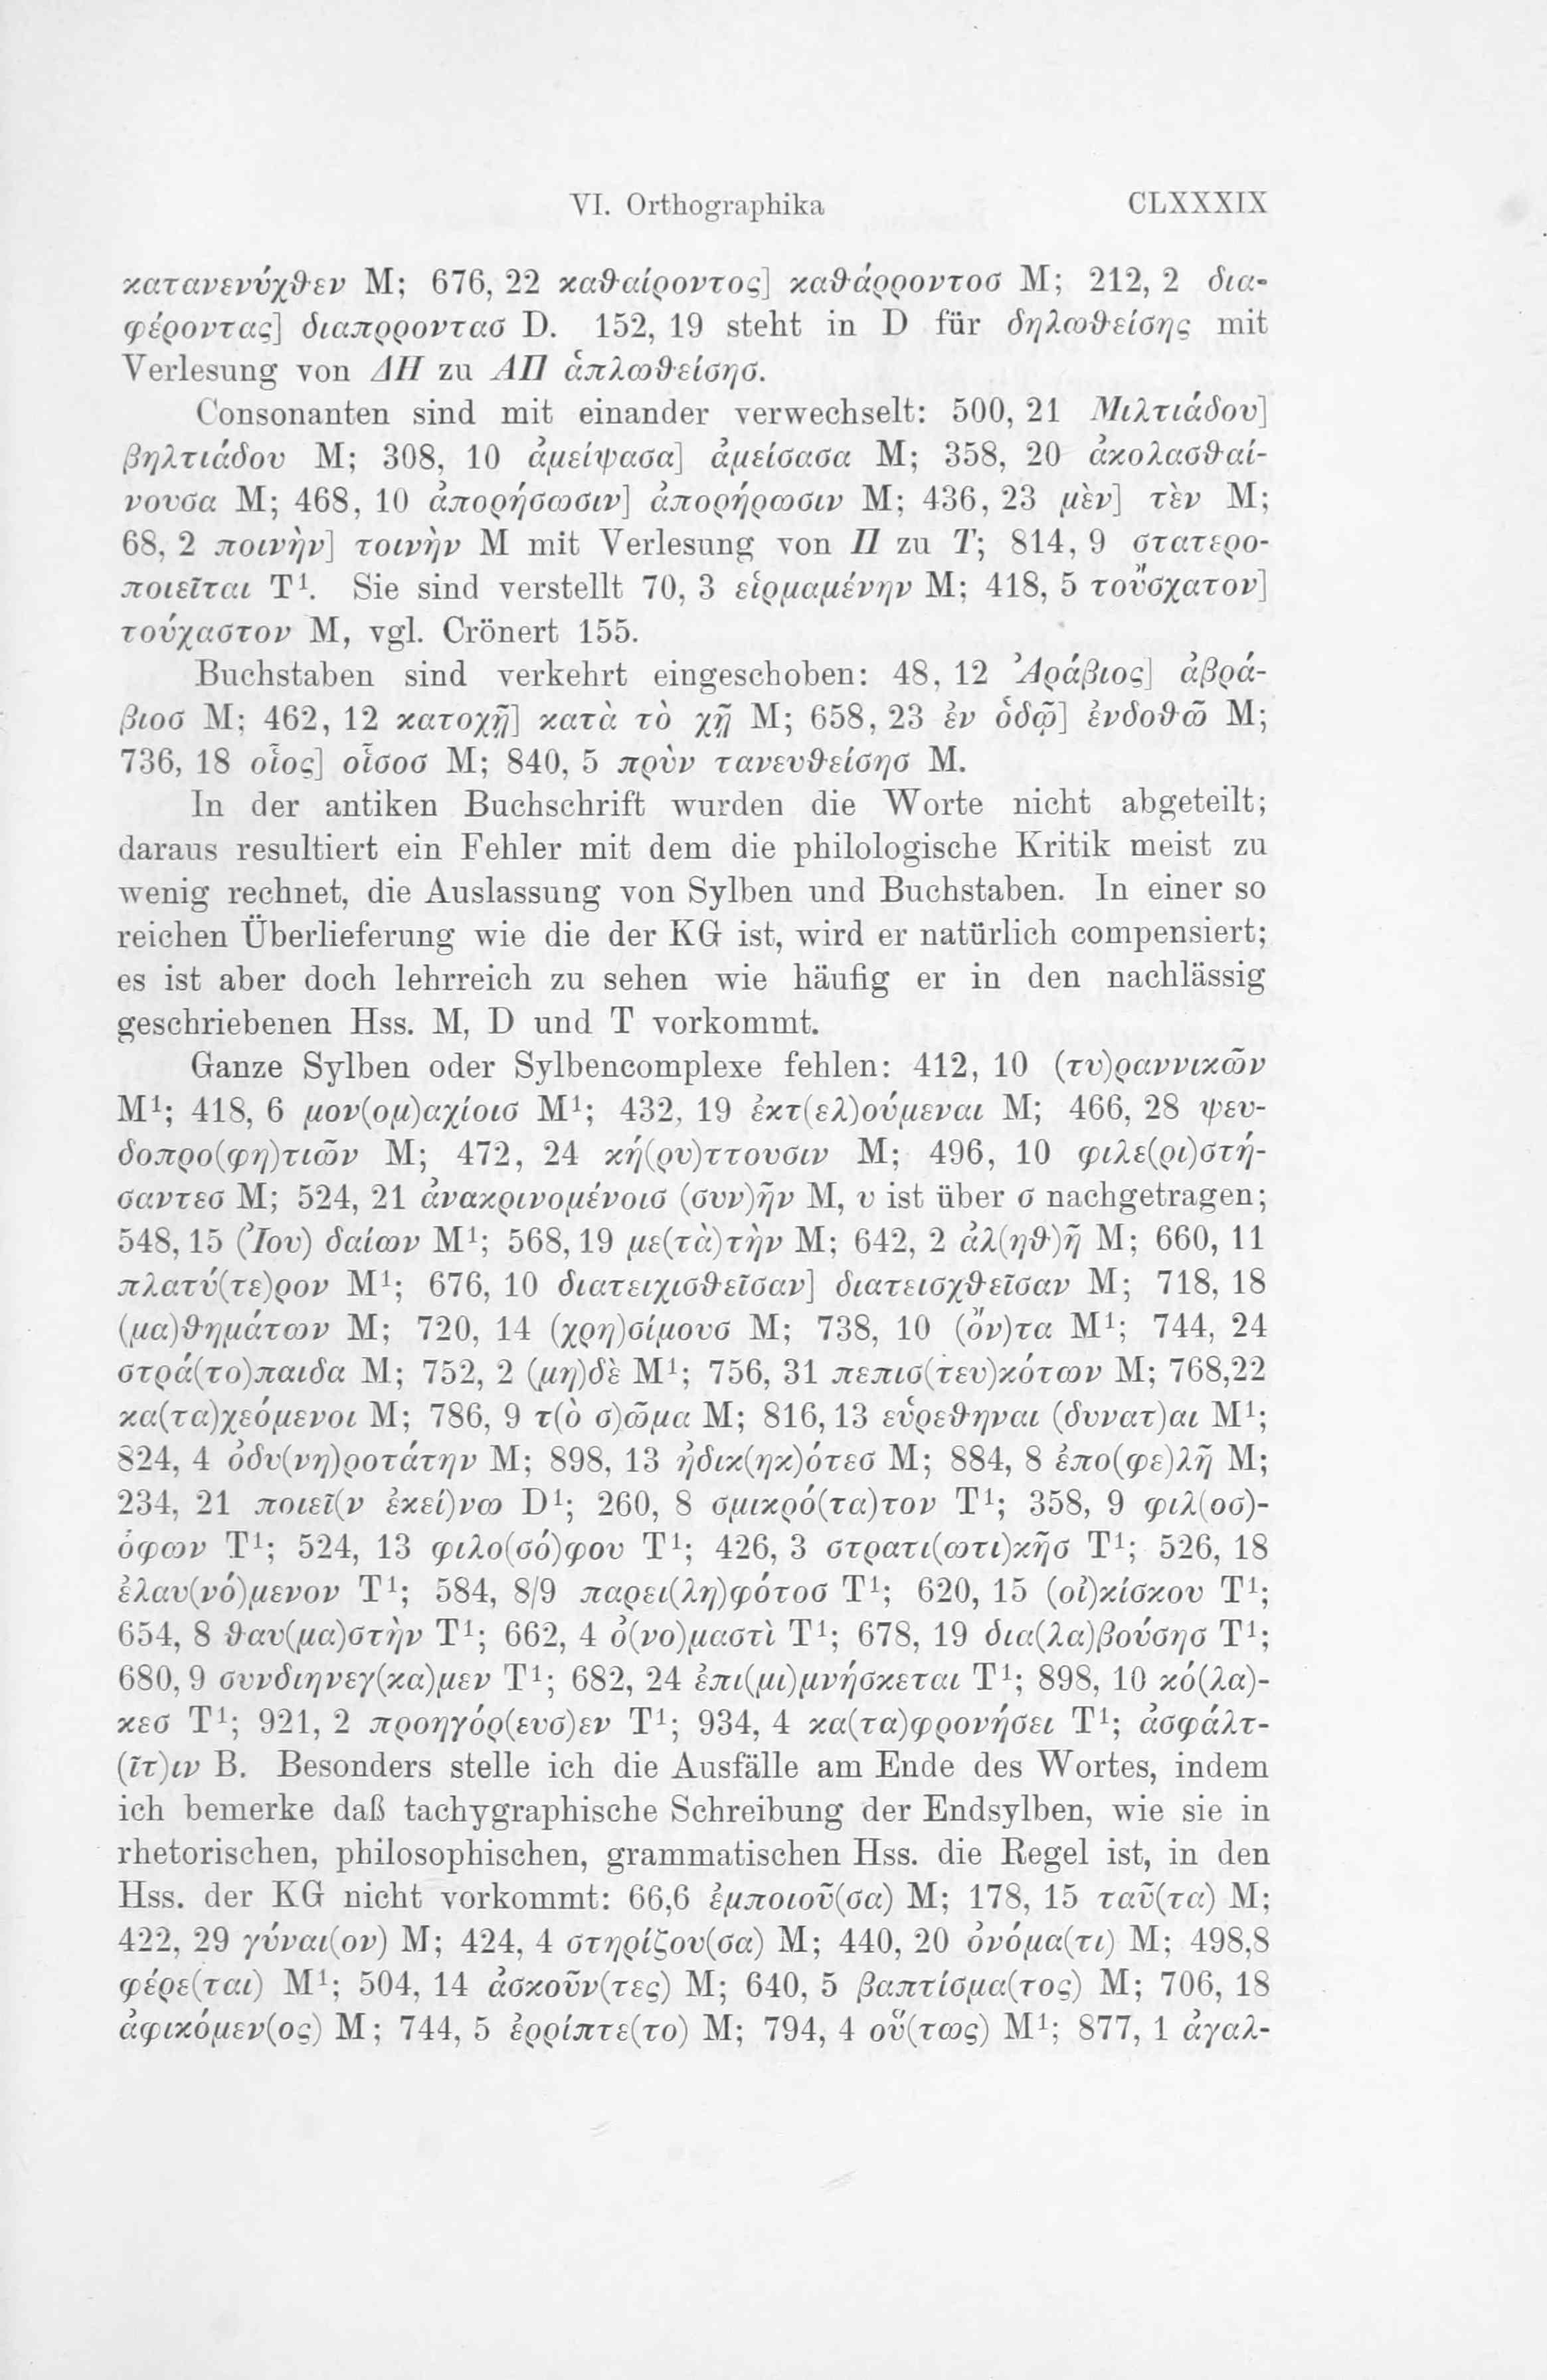 VI. Orthographika CLXXXIX
κατανενύχϑεν M; 676, 22 καϑαίροντος] καϑάρροντοσ M; 212, 2 δια-
φέροντας] διαπρροντασ D. 152, 19 steht in D für δηλωϑείσης mit
Verlesung von ΔΗ zu ΑΠ ἁπλωϑείσησ.
Consonanten sind mit einander verwechselt: 500, 21 Μιλτιάδου]
βηλτιάδου M; 308, 10 ἀμείψασα] ἀμείσασα M; 358, 20 ἀκολασϑαί-
νουσα M; 468, 10 ἀπορήσωσιν] ἀπορήρωσιν M; 436, 23 μὲν] τὲν M;
68, 2 ποινὴν] τοινὴν M mit Verlesung von Π zu Τ; 814, 9 στατερο-
ποιεῖται T¹. Sie sind verstellt 70, 3 εἱρμαμένην M; 418, 5 τοὔσχατον]
τούχαστον M, vgl. Crönert 155.
Buchstaben sind verkehrt eingeschoben: 48, 12 Ἀράβιος] ἀβρά-
βιοσ M; 462, 12 κατοχῇ] κατὰ τὸ χῇ M; 658, 23 ἐν ὁδῷ] ἐνδοϑῶ M;
736, 18 οἷος] οἷσοσ M; 840, 5 πρὺν τανευϑείσησ M.
In der antiken Buchschrift wurden die Worte nicht abgeteilt;
daraus resultiert ein Fehler mit dem die philologische Kritik meist zu
wenig rechnet, die Auslassung von Sylben und Buchstaben. In einer so
reichen Überlieferung wie die der KG ist, wird er natürlich compensiert;
es ist aber doch lehrreich zu sehen wie häufig er in den nachlässig
geschriebenen Hss. M, D und T vorkommt.
Ganze Sylben oder Sylbencomplexe fehlen: 412, 10 (τυ)ραννικῶν
M¹; 418, 6 μον(ομ)αχίοισ M¹; 432, 19 ἐκτ(ελ)ούμεναι M; 466, 28 ψευ-
δοπρο(φη)τιῶν M; 472, 24 κή(ρυ)ττουσιν M; 496, 10 φιλε(ρι)στή-
σαντεσ M; 524, 21 ἀνακρινομένοισ (συν)ῆν M, υ ist über σ nachgetragen;
548, 15 (Ἰου) δαίων M¹; 568, 19 με(τὰ)τὴν M; 642, 2 ἀλ(ηϑ)ῆ M; 660, 11
πλατύ(τε)ρον M¹; 676, 10 διατειχισϑεῖσαν] διατεισχϑεῖσαν M; 718, 18
(μα)ϑημάτων M; 720, 14 (χρη)σίμουσ M; 738, 10 (ὄν)τα M¹; 744, 24
στρά(το)παιδα M; 752, 2 (μη)δὲ M¹; 756, 31 πεπισ(τευ)κότων M; 768,22
κα(τα)χεόμενοι M; 786, 9 τ(ὸ σ)ῶμα M; 816, 13 εὑρεϑηναι (δυνατ)αι M¹;
824, 4 ὀδυ(νη)ροτάτην M; 898, 13 ἠδικ(ηκ)ότεσ M; 884, 8 ἐπο(φε)λῆ M;
234, 21 ποιεῖ(ν ἐκεί)νω D¹; 260, 8 σμικρό(τα)τον T¹; 358, 9 φιλ(οσ)-
όφων T¹; 524, 13 φιλο(σό)φου T¹; 426, 3 στρατι(ωτι)κῆσ T¹; 526, 18
ἐλαυ(νό)μενον T¹; 584, 8/9 παρει(λη)φότοσ T¹; 620, 15 (οἰ)κίσκου T¹;
654, 8 ϑαυ(μα)στὴν T¹; 662, 4 ὀ(νο)μαστὶ T¹; 678, 19 δια(λα)βούσησ T¹;
680, 9 συνδιηνεγ(κα)μεν T¹; 682, 24 ἐπι(μι)μνήσκεται T¹; 898, 10 κό(λα)-
κεσ T¹; 921, 2 προηγόρ(ευσ)εν T¹; 934, 4 κα(τα)φρονήσει T¹; ἀσφάλτ-
(ῖτ)ιν B. Besonders stelle ich die Ausfälle am Ende des Wortes, indem
ich bemerke daß tachygraphische Schreibung der Endsylben, wie sie in
rhetorischen, philosophischen, grammatischen Hss. die Regel ist, in den
Hss. der KG nicht vorkommt: 66,6 ἐμποιοῦ(σα) M; 178, 15 ταῦ(τα) M;
422, 29 γύναι(ον) M; 424, 4 στηρίζου(σα) M; 440, 20 ὀνόμα(τι) M; 498,8
φέρε(ται) M¹; 504, 14 ἀσκοῦν(τες) M; 640, 5 βαπτίσμα(τος) M; 706, 18
ἀφικόμεν(ος) M; 744, 5 ἐρρίπτε(το) M; 794, 4 οὕ(τως) M¹; 877, 1 ἀγαλ-